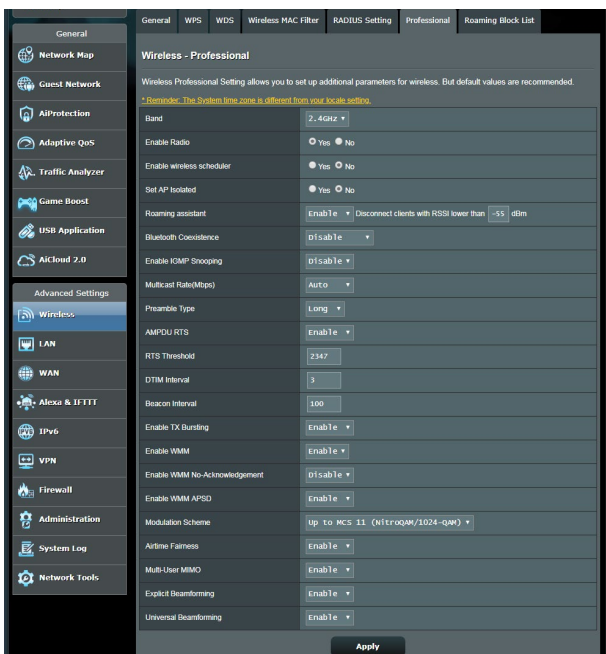 General
Network Map
Guest Network
AiProtection
Adaptive QoS
Traffic Analyzer
Game Boost
USB Application
AiCloud 2.0
Advanced Settings
Wireless
LAN
WAN
Alexa & IFTTT
IPv6
VPN
Firewall
Administration
System Log
Network Tools
General WPS WDS Wireless MAC Filter RADIUS Setting Professional Roaming Block List
Wireless - Professional
Wireless Professional Setting allows you to set up additional parameters for wireless. But default values are recommended.
* Reminder: The System time zone is different from your locale setting.
Band 2.4GHz
Enable Radio Yes No
Enable wireless scheduler Yes No
Set AP Isolated Yes No
Roaming assistant Enable Disconnect clients with RSSI lower than -55 dBm
Bluetooth Coexistence Disable
Enable IGMP Snooping Disable
Multicast Rate(Mbps) Auto
Preamble Type Long
AMPDU RTS Enable
RTS Threshold 2347
DTIM Interval 3
Beacon Interval 100
Enable TX Bursting Enable
Enable WMM Enable
Enable WMM No-Acknowledgement Disable
Enable WMM APSD Enable
Modulation Scheme Up to MCS 11 (NitroQAM/1024-QAM)
Airtime Fairness Enable
Multi-User MIMO Enable
Explicit Beamforming Enable
Universal Beamforming Enable
Apply